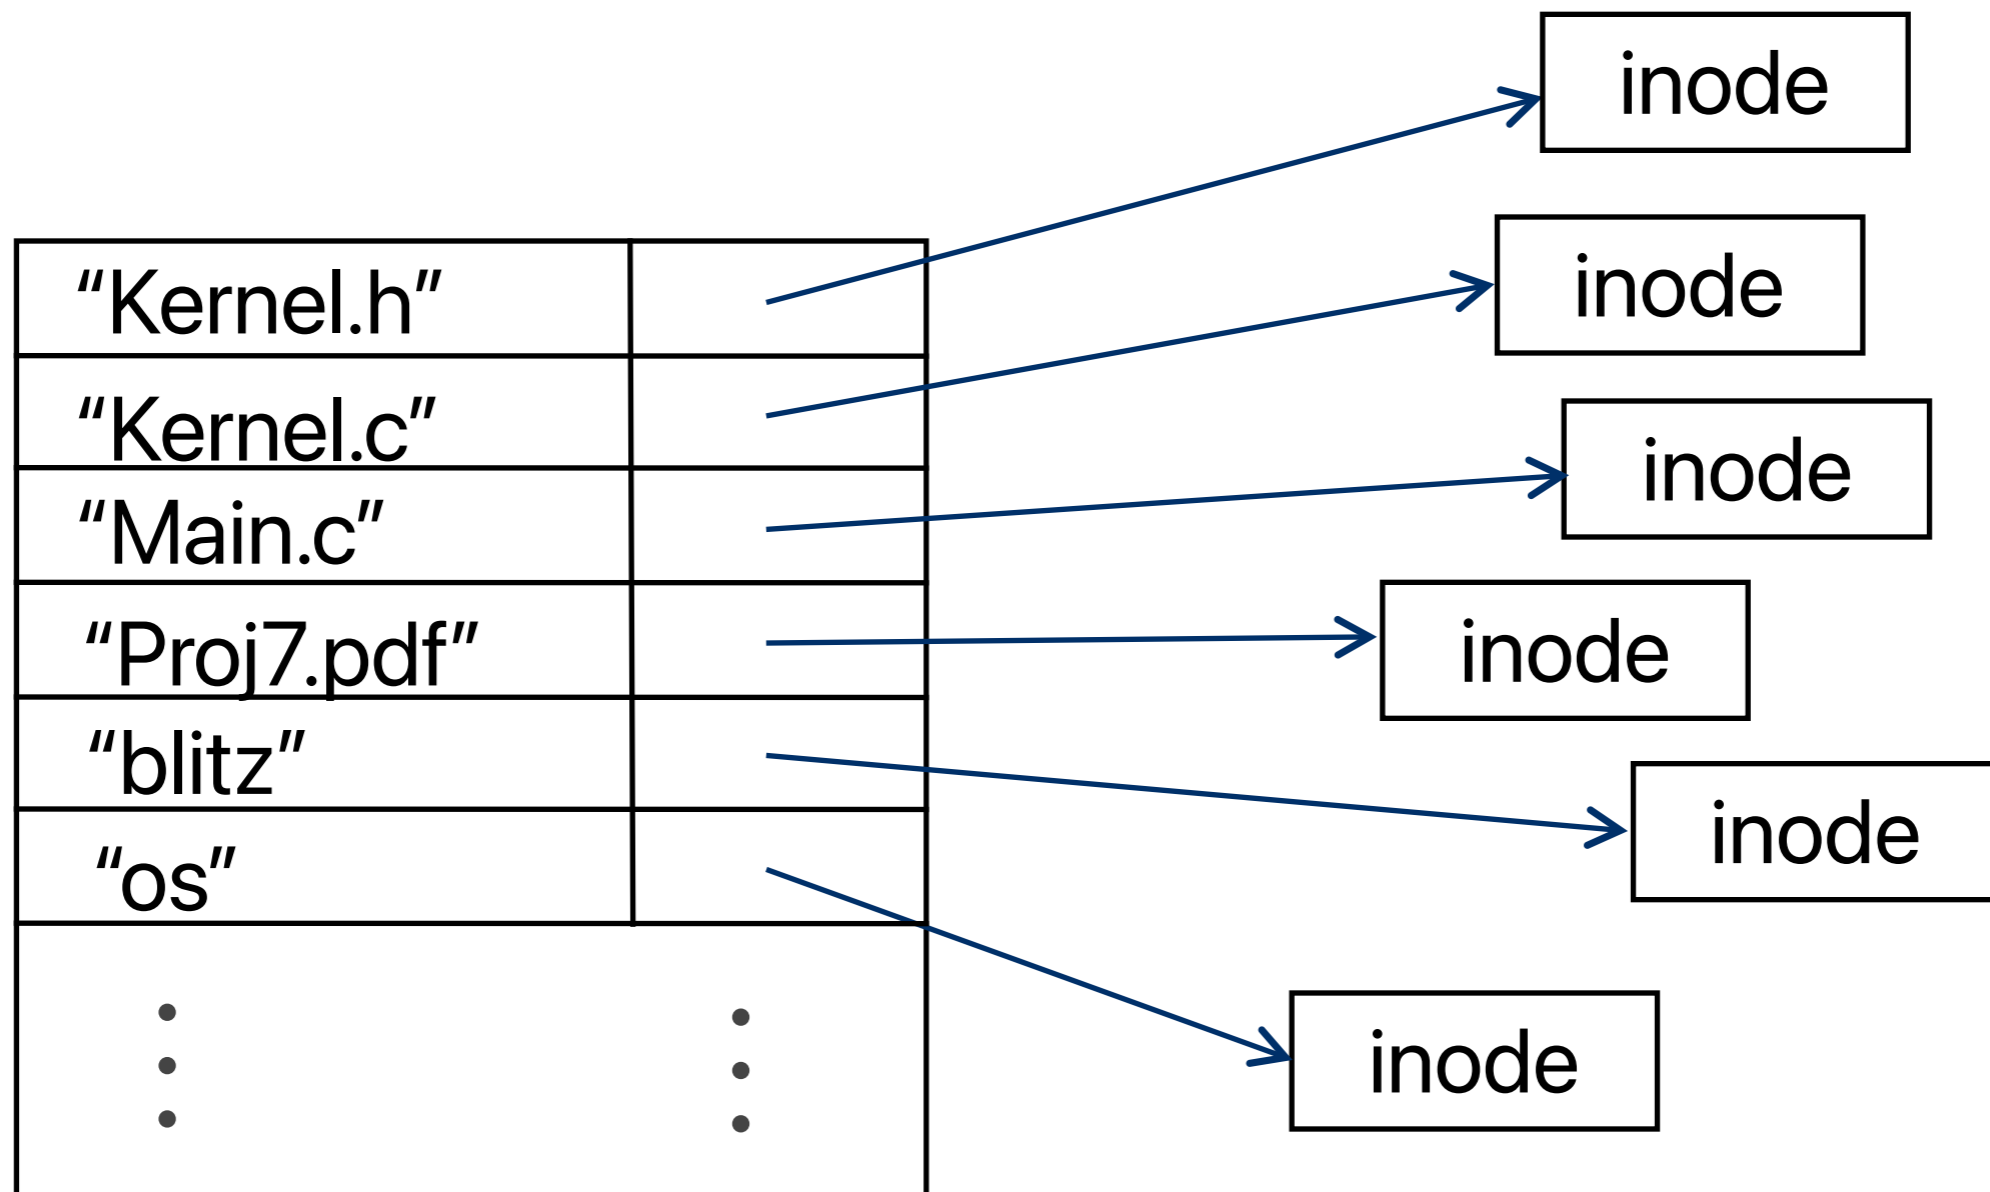 inode
inode
“Kernel.h”
“Kernel.c”
inode
“Main.c”
inode
“Proj7.pdf”
“blitz”
inode
“os”
inode